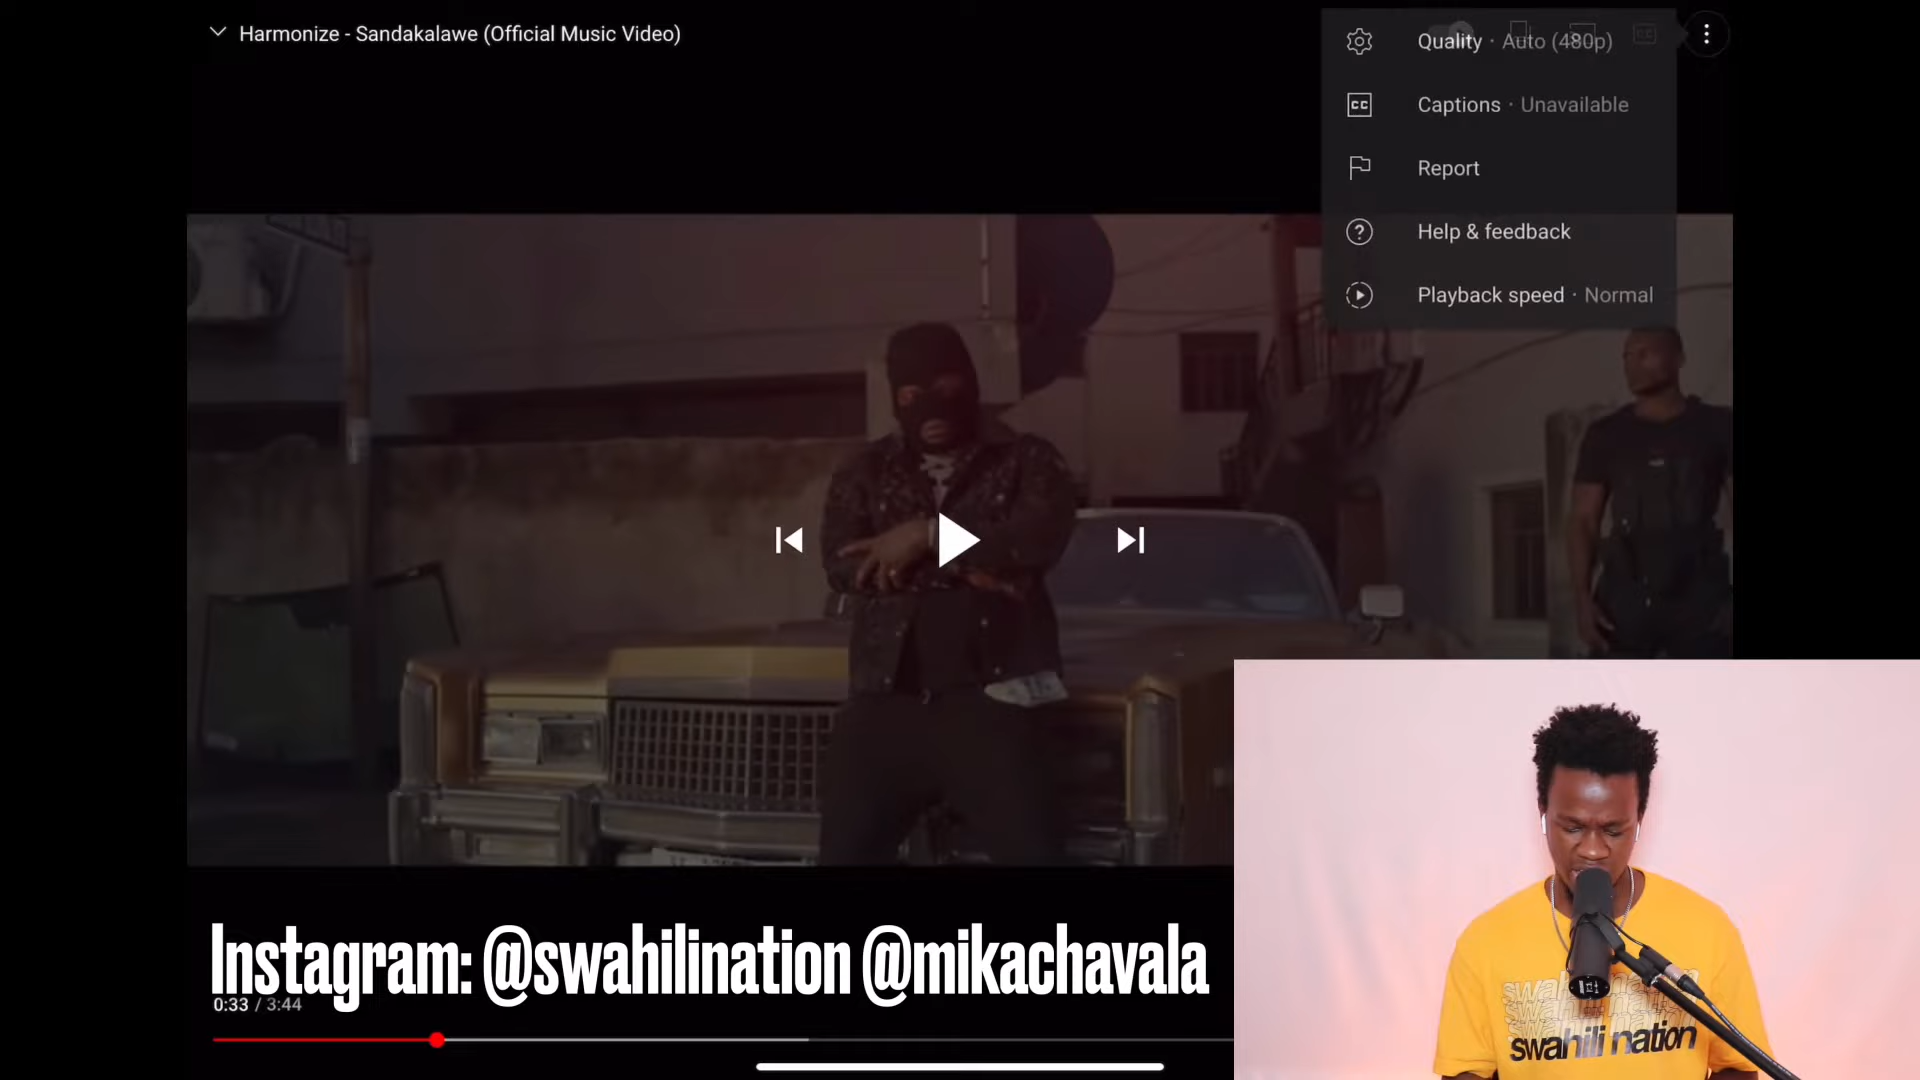 Harmonize - Sandakalawe (Official Music Video)
Quality · Auto (480p)
CC Captions · Unavailable
Report
? Help & feedback
Playback speed · Normal
Instagram: @swahilination @mikachavala
0:33 / 3:44
swahili nation